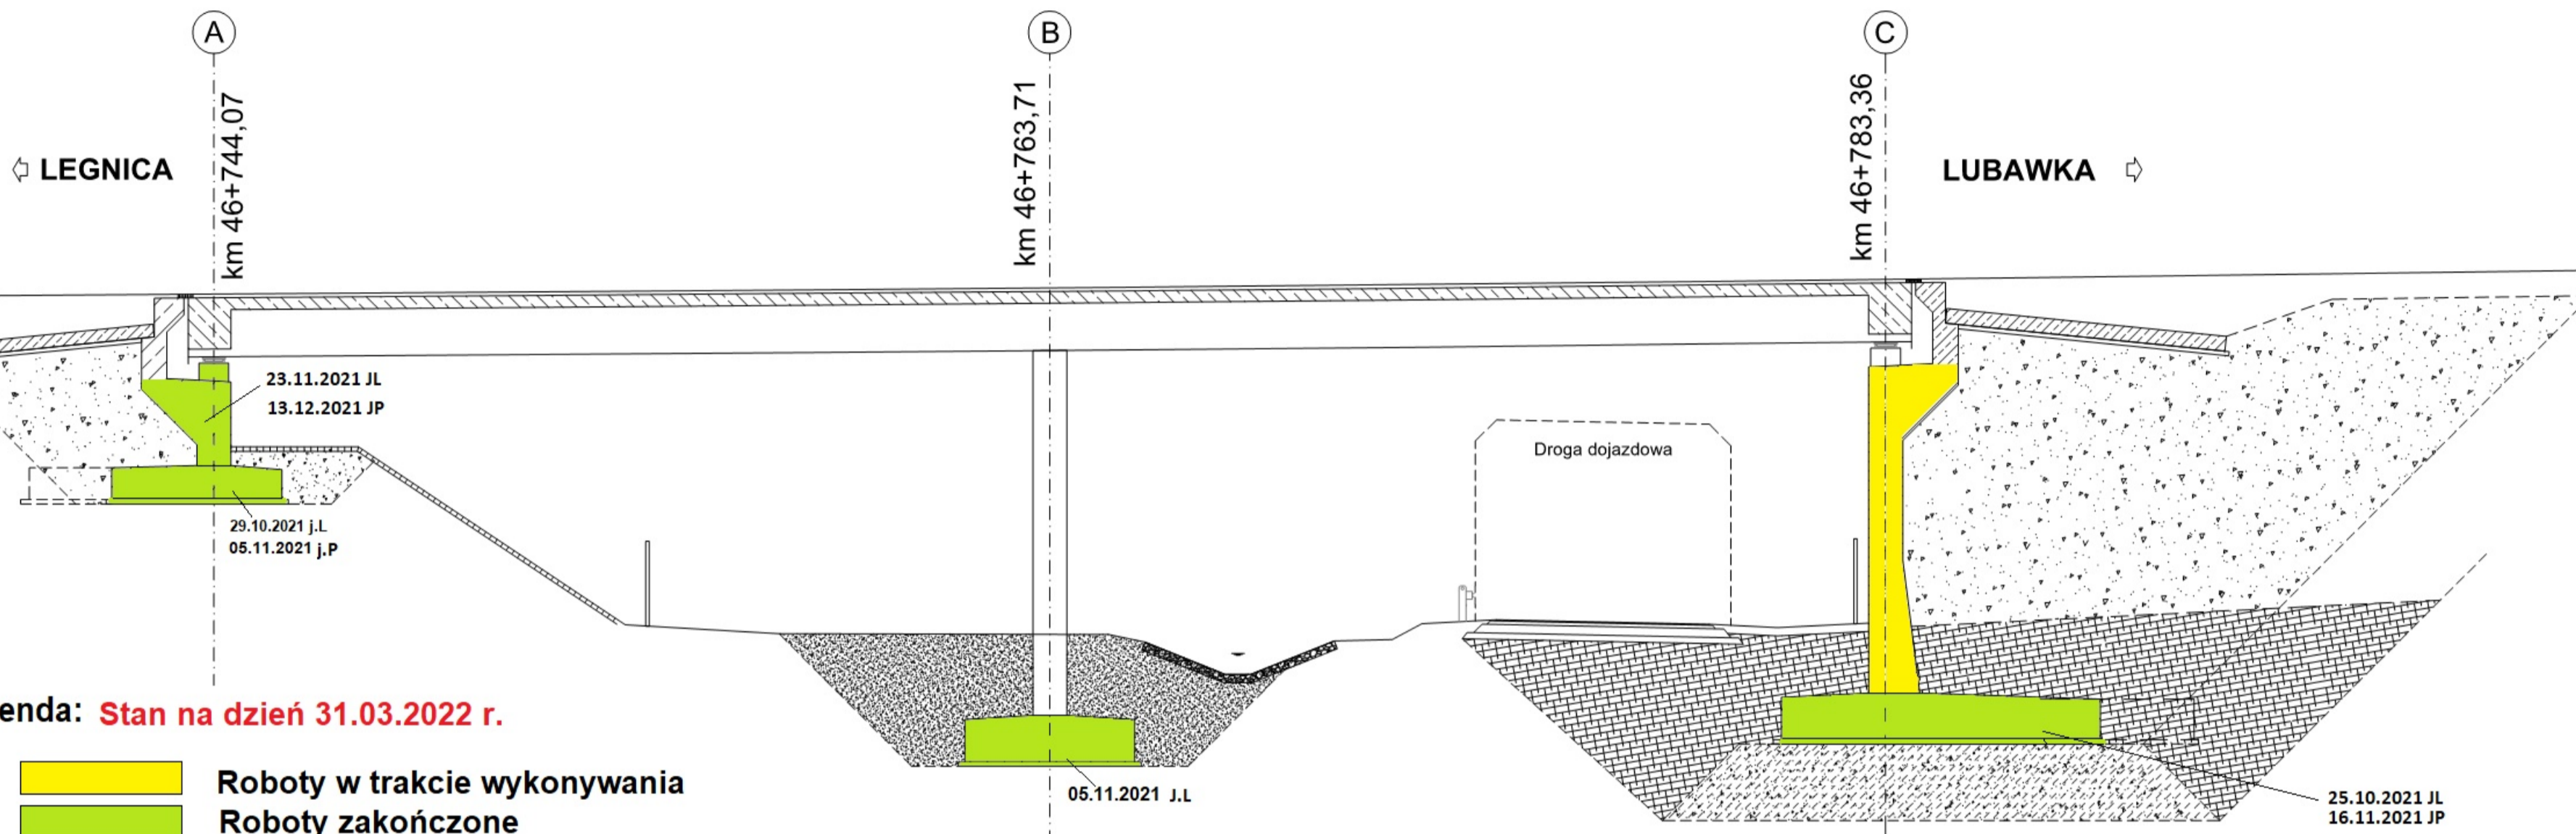 A
B
C
km 46+744,07
km 46+763,71
km 46+783,36
LEGNICA
LUBAWKA
23.11.2021 JL
13.12.2021 JP
Droga dojazdowa
29.10.2021 j.L
05.11.2021 j.P
enda: Stan na dzień 31.03.2022 r.
Roboty w trakcie wykonywania
Roboty zakończone
05.11.2021 J.L
25.10.2021 JL
16.11.2021 JP